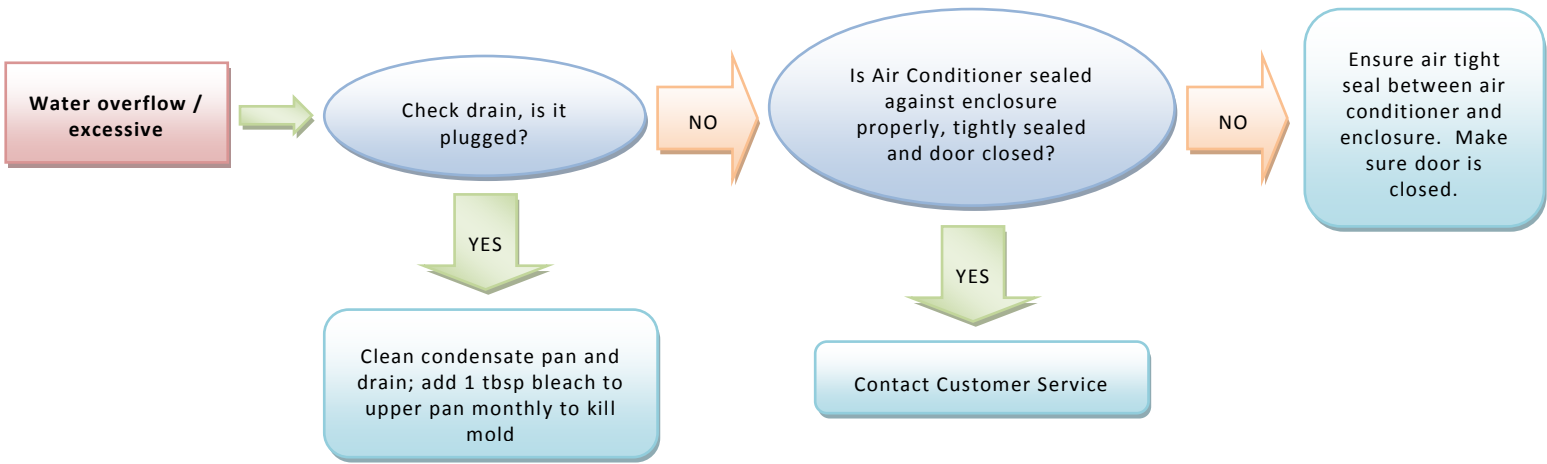 Water overflow /
excessive
Check drain, is it
plugged?
NO
Is Air Conditioner sealed
against enclosure
properly, tightly sealed
and door closed?
NO
Ensure air tight
seal between air
conditioner and
enclosure.  Make
sure door is
closed.
YES
Clean condensate pan and
drain; add 1 tbsp bleach to
upper pan monthly to kill
mold
YES
Contact Customer Service